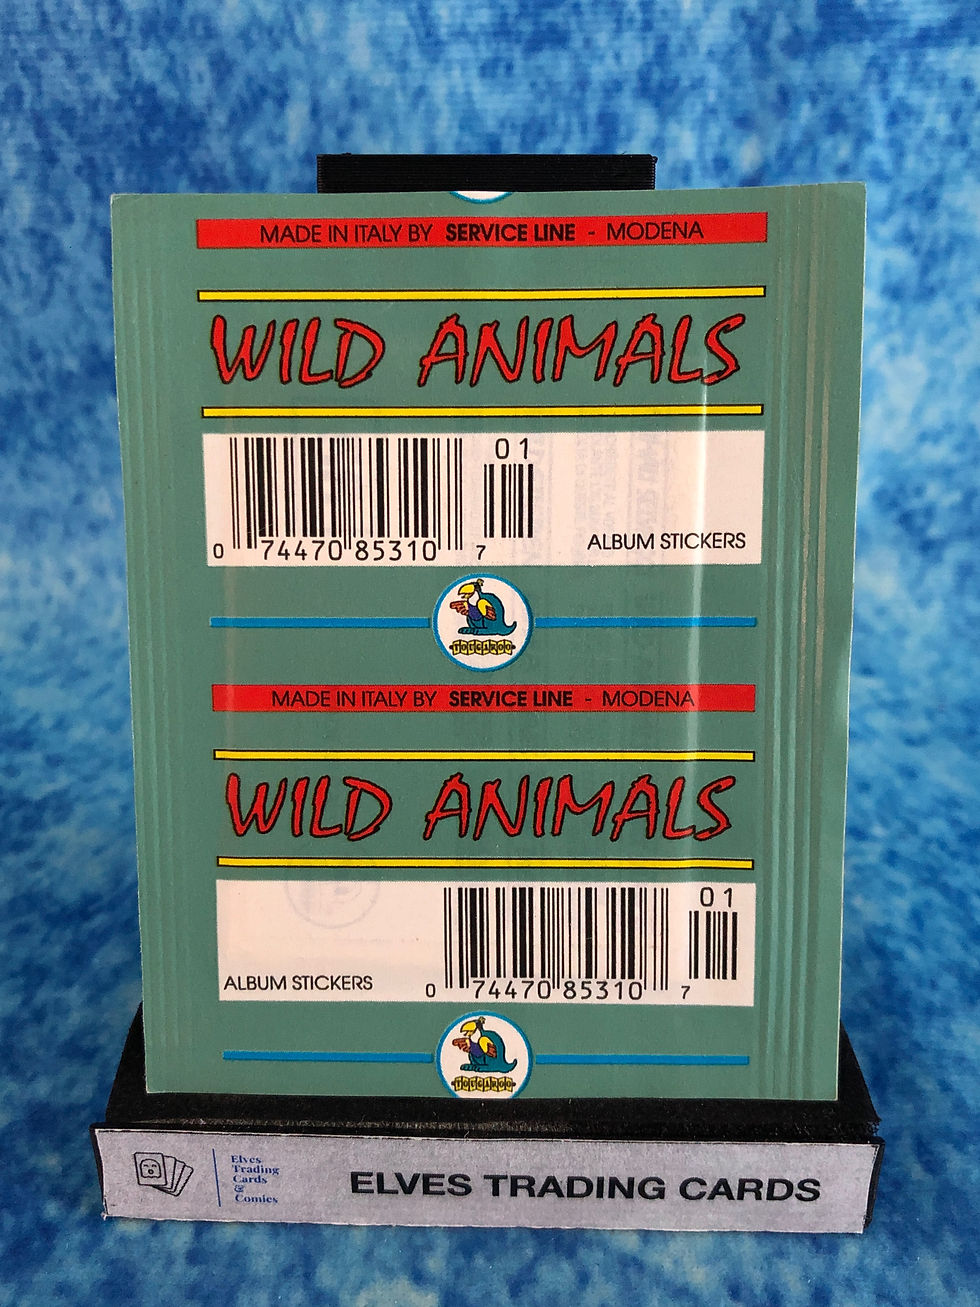 MADE IN ITALY BY SERVICE LINE - MODENA
WILD ANIMALS
01
0 74470 85310 7
ALBUM STICKERS
TOUCAROO
MADE IN ITALY BY SERVICE LINE - MODENA
WILD ANIMALS
01
ALBUM STICKERS
0 74470 85310 7
TOUCAROO
Elves
Trading
Cards
&
Comics
ELVES TRADING CARDS